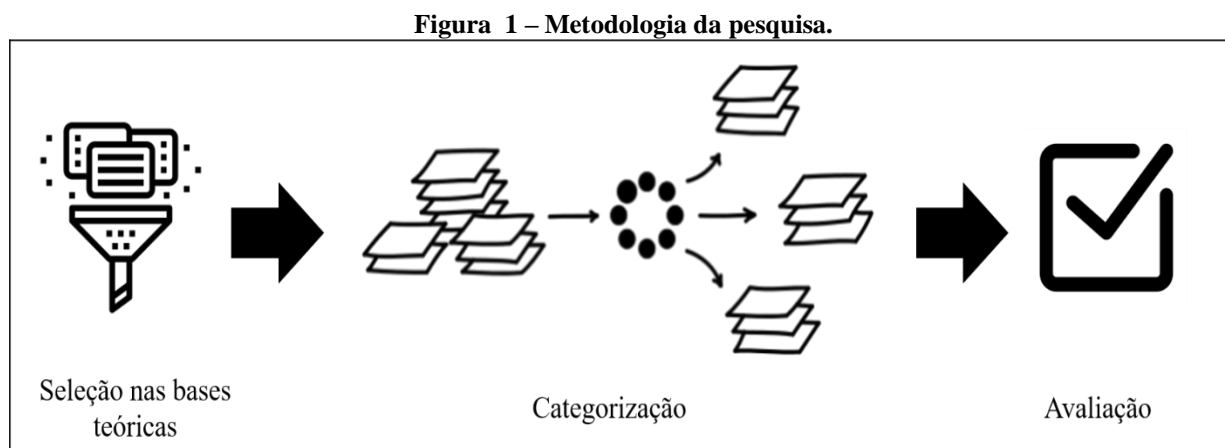 Figura 1 – Metodologia da pesquisa.
Seleção nas bases
teóricas
Categorização
Avaliação